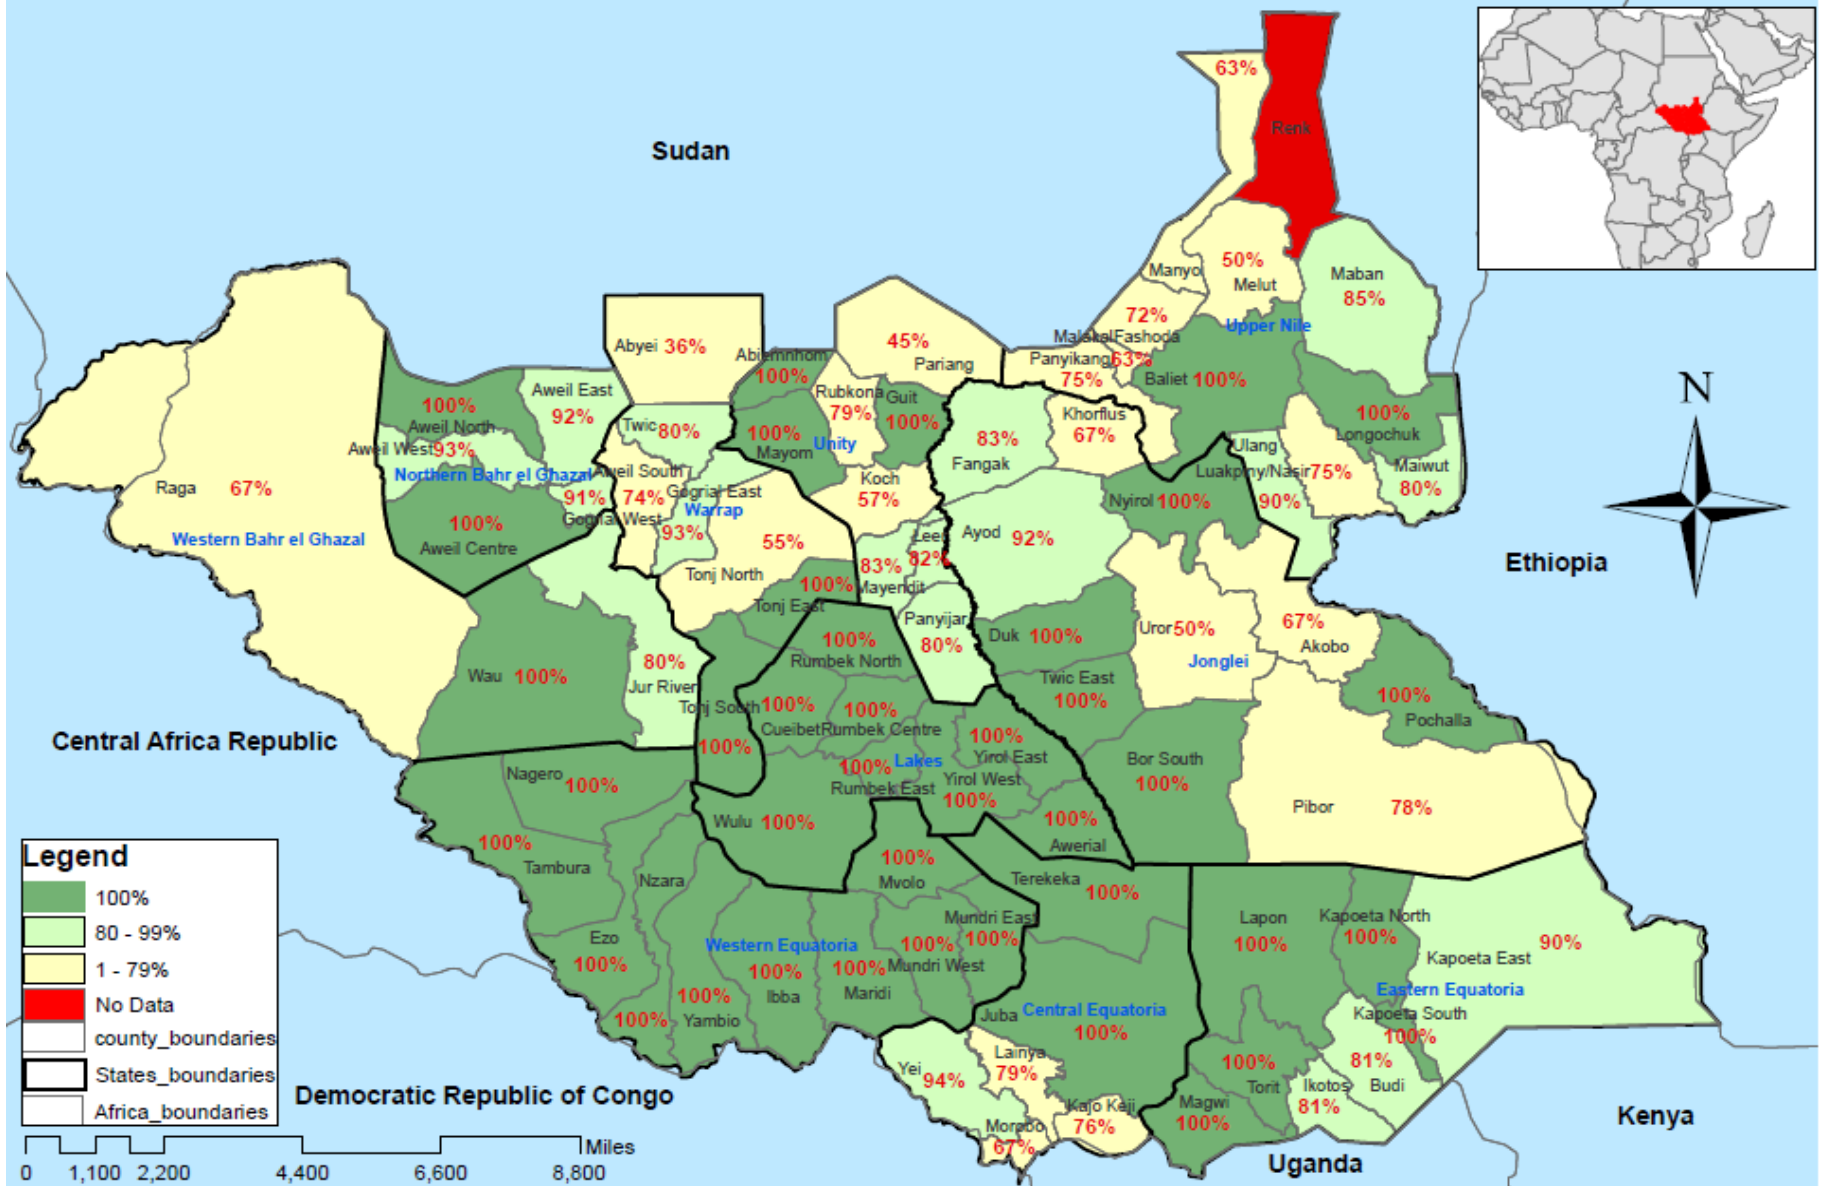 63%
Renk
Sudan
Manyo
50%
Melut
Maban
85%
72%
MalakalFashoda
Upper Nile
Abyei 36%
45%
Pariang
Abiemnhom
100%
Panyikang
63%
75%
Baliet 100%
N
Aweil East
92%
100%
Aweil North
Twic 80%
Rubkona
79%
Guit
100%
100%
Mayom
Unity
83%
Fangak
Khorflus
67%
100%
Longochuk
Aweil West 93%
Northern Bahr el Ghazal
Aweil South
74%
Gogrial East
Warrap
93%
91%
Gogrial West
Koch
57%
Ulang
Luakpiny/Nasir 75%
90%
Maiwut
80%
Raga
67%
Western Bahr el Ghazal
100%
Aweil Centre
Nyirol 100%
Ayod 92%
55%
Tonj North
Leer
82%
83%
Mayendit
Ethiopia
100%
Tonj East
Panyijar
80%
Duk 100%
Uror 50%
67%
Akobo
Jonglei
100%
Rumbek North
Wau 100%
80%
Jur River
Twic East
100%
100%
Pochalla
Tonj South
100%
100%
Cueibet
100%
Rumbek Centre
Central Africa Republic
100%
Yirol East
Lakes
100%
Rumbek East
Yirol West
100%
Bor South
100%
Nagero 100%
Pibor
78%
Wulu 100%
100%
Awerial
100%
Tambura
100%
Mvolo
Nzara
Terekeka 100%
Mundri East
100%
Lapon
100%
Kapoeta North
100%
90%
Kapoeta East
Ezo
100%
Western Equatoria
100%
Ibba
100%
Maridi
100%
Mundri West
Eastern Equatoria
100%
Yambio
100%
Juba
Central Equatoria
100%
Kapoeta South
100%
81%
Budi
100%
Torit
Ikotos
81%
Lainya
79%
Yei 94%
Kajo Keji
76%
Magwi
100%
Morobo
67%
Democratic Republic of Congo
Kenya
Uganda
Legend
100%
80 - 99%
1 - 79%
No Data
county_boundaries
States_boundaries
Africa_boundaries
Miles
0 1,100 2,200 4,400 6,600 8,800